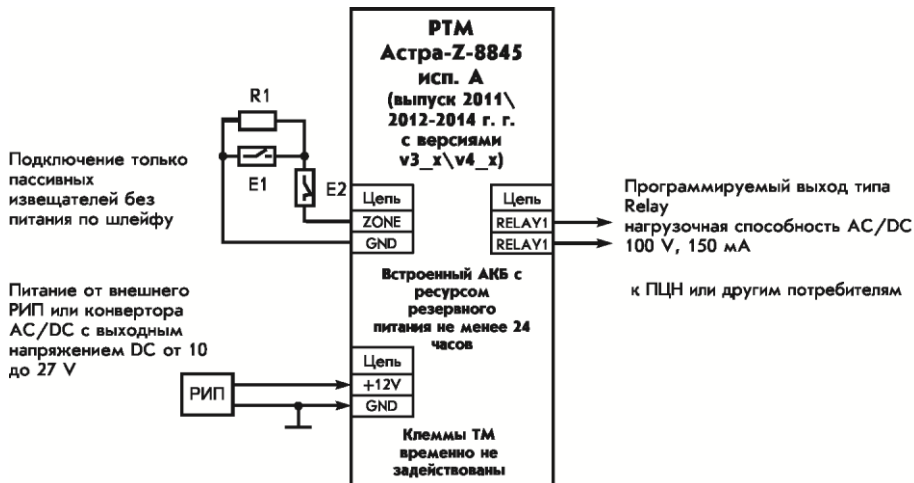 РТМ
Астра-Z-8845
исп. А
(выпуск 2011\
2012-2014 г. г.
с версиями
v3_x\v4_x)
R1
E1
E2
Подключение только
пассивных
извещателей без
питания по шлейфу
Цепь
ZONE
GND
Цепь
RELAY1
RELAY1
Программируемый выход типа
Relay
нагрузочная способность AC/DC
100 V, 150 мА
к ПЦН или другим потребителям
Встроенный АКБ с
ресурсом
резервного
питания не менее 24
часов
Питание от внешнего
РИП или конвертора
AC/DC с выходным
напряжением DC от 10
до 27 V
РИП
Цепь
+12V
GND
Клеммы ТМ
временно не
задействованы